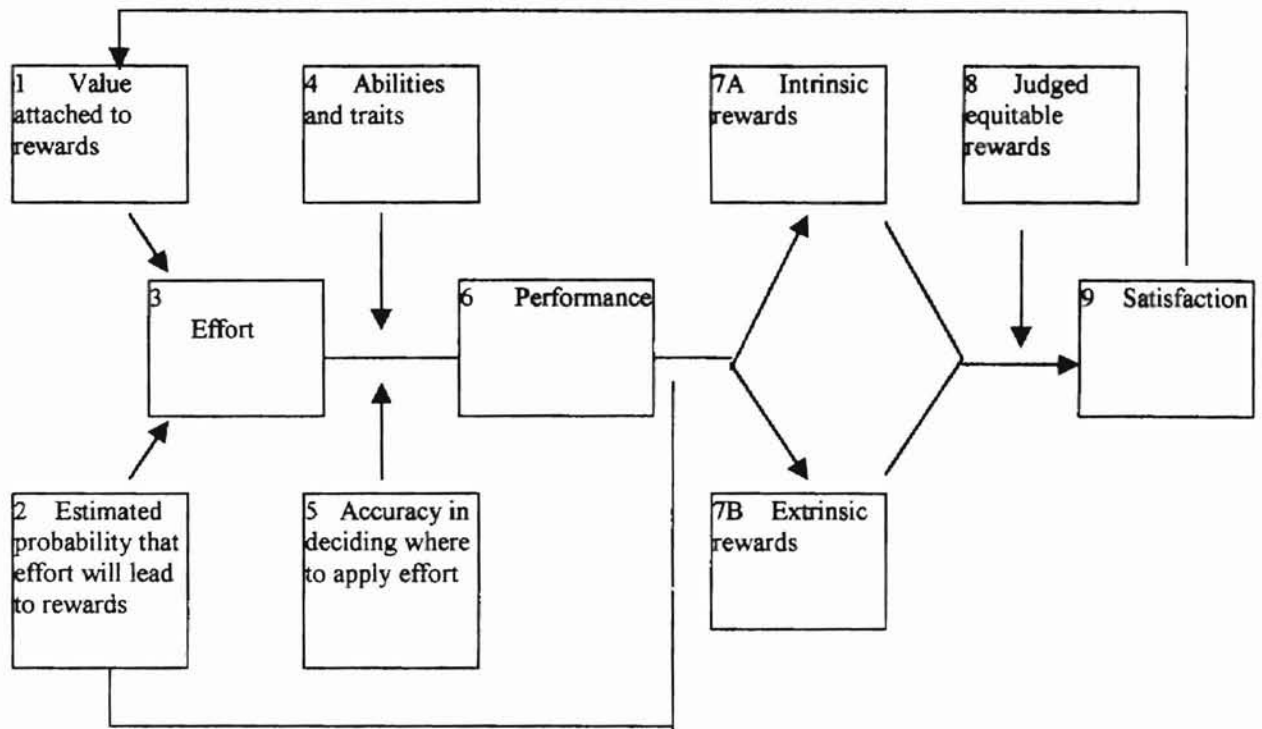 1 Value
attached to
rewards
4 Abilities
and traits
7A Intrinsic
rewards
8 Judged
equitable
rewards
3
Effort
6 Performance
9 Satisfaction
2 Estimated
probability that
effort will lead
to rewards
5 Accuracy in
deciding where
to apply effort
7B Extrinsic
rewards